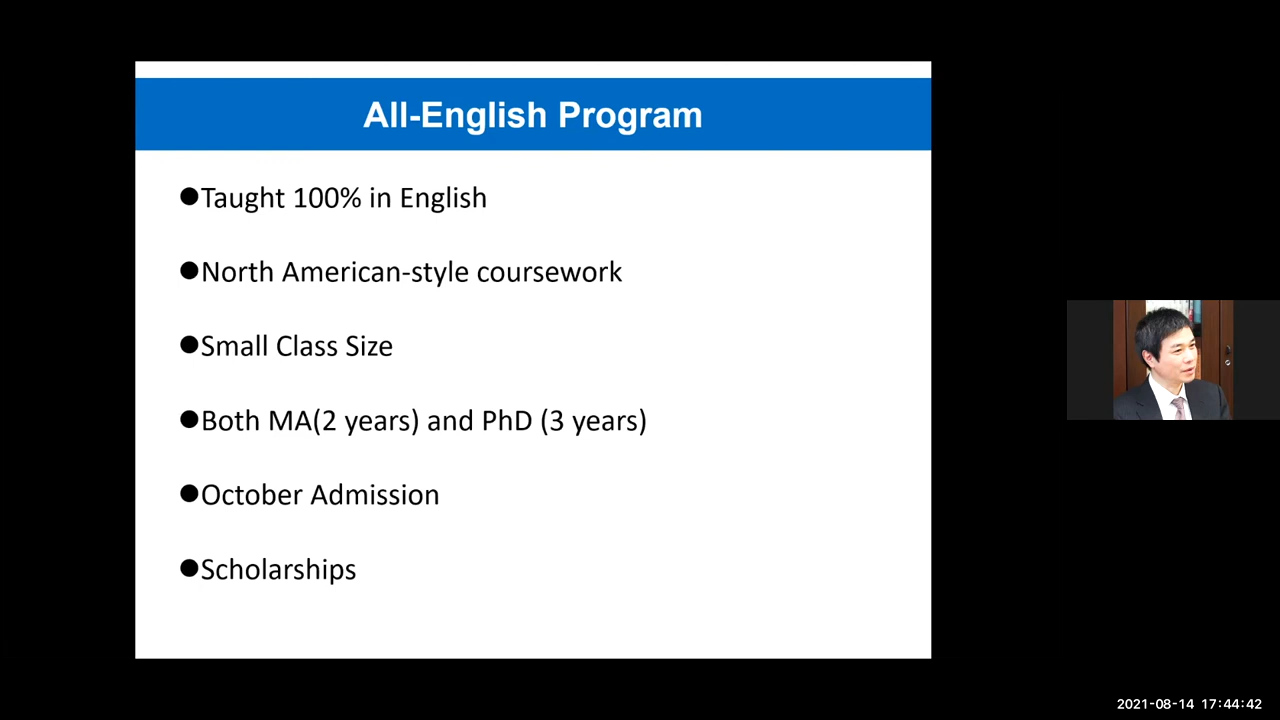 All-English Program
●Taught 100% in English
●North American-style coursework
●Small Class Size
●Both MA(2 years) and PhD (3 years)
●October Admission
●Scholarships
2021-08-14 17:44:42